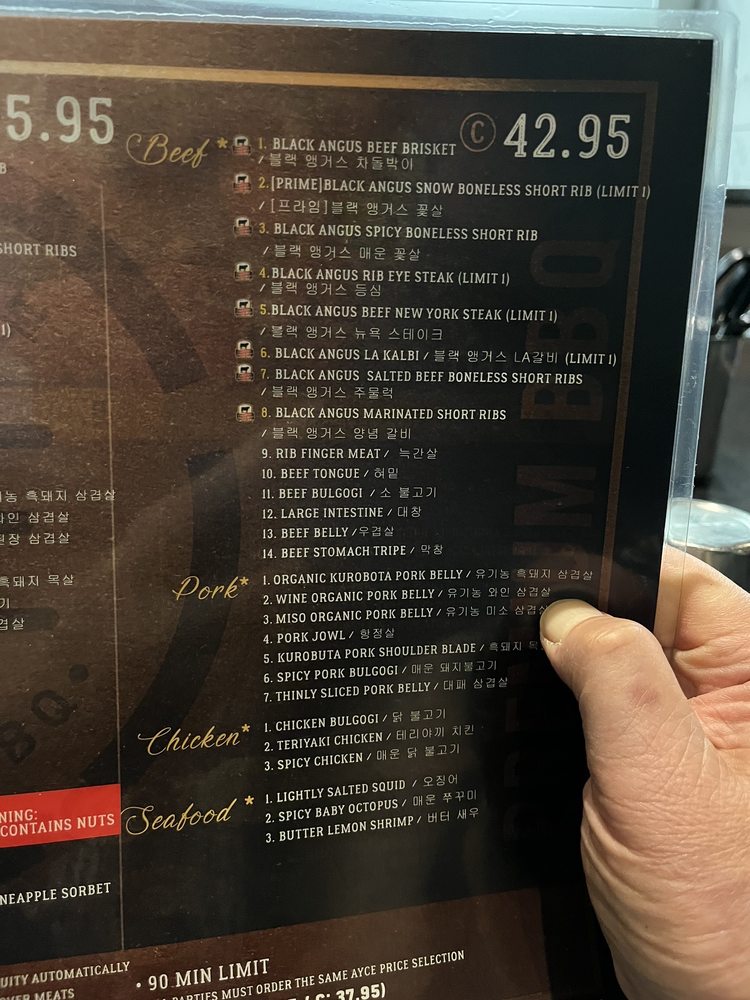 5.95
SHORT RIBS
흑돼지 삼겹살
와인 삼겹살
된장 삼겹살
흑돼지 목살
CONTAINS NUTS
SORBET
AUTOMATICALLY
MEATS
Ⓒ 42.95
Beef *
1. BLACK ANGUS BEEF BRISKET
/ 블랙 앵거스 차돌박이
2.[PRIME]BLACK ANGUS SNOW BONELESS SHORT RIB (LIMIT 1)
/ [프라임]블랙 앵거스 꽃살
3. BLACK ANGUS SPICY BONELESS SHORT RIB
/ 블랙 앵거스 매운 꽃살
4.BLACK ANGUS RIB EYE STEAK (LIMIT 1)
/ 블랙 앵거스 등심
5.BLACK ANGUS BEEF NEW YORK STEAK (LIMIT 1)
/ 블랙 앵거스 뉴욕 스테이크
6. BLACK ANGUS LA KALBI / 블랙 앵거스 LA갈비 (LIMIT 1)
7. BLACK ANGUS SALTED BEEF BONELESS SHORT RIBS
/ 블랙 앵거스 주물럭
8. BLACK ANGUS MARINATED SHORT RIBS
/ 블랙 앵거스 양념 갈비
9. RIB FINGER MEAT / 늑간살
10. BEEF TONGUE / 혀밑
11. BEEF BULGOGI / 소 불고기
12. LARGE INTESTINE / 대창
13. BEEF BELLY /우겹살
14. BEEF STOMACH TRIPE / 막창
Pork*
1. ORGANIC KUROBOTA PORK BELLY / 유기농 흑돼지 삼겹살
2. WINE ORGANIC PORK BELLY / 유기농 와인 삼겹살
3. MISO ORGANIC PORK BELLY / 유기농 미소 삼겹살
4. PORK JOWL / 항정살
5. KUROBUTA PORK SHOULDER BLADE / 흑돼지
6. SPICY PORK BULGOGI / 매운 돼지불고기
7. THINLY SLICED PORK BELLY / 대패 삼겹살
Chicken*
1. CHICKEN BULGOGI / 닭 불고기
2. TERIYAKI CHICKEN / 테리야끼 치킨
3. SPICY CHICKEN / 매운 닭 불고기
Seafood *
1. LIGHTLY SALTED SQUID / 오징어
2. SPICY BABY OCTOPUS / 매운 쭈꾸미
3. BUTTER LEMON SHRIMP / 버터 새우
• 90 MIN LIMIT
PARTIES MUST ORDER THE SAME AYCE PRICE SELECTION
C: 37.95)
BBQ